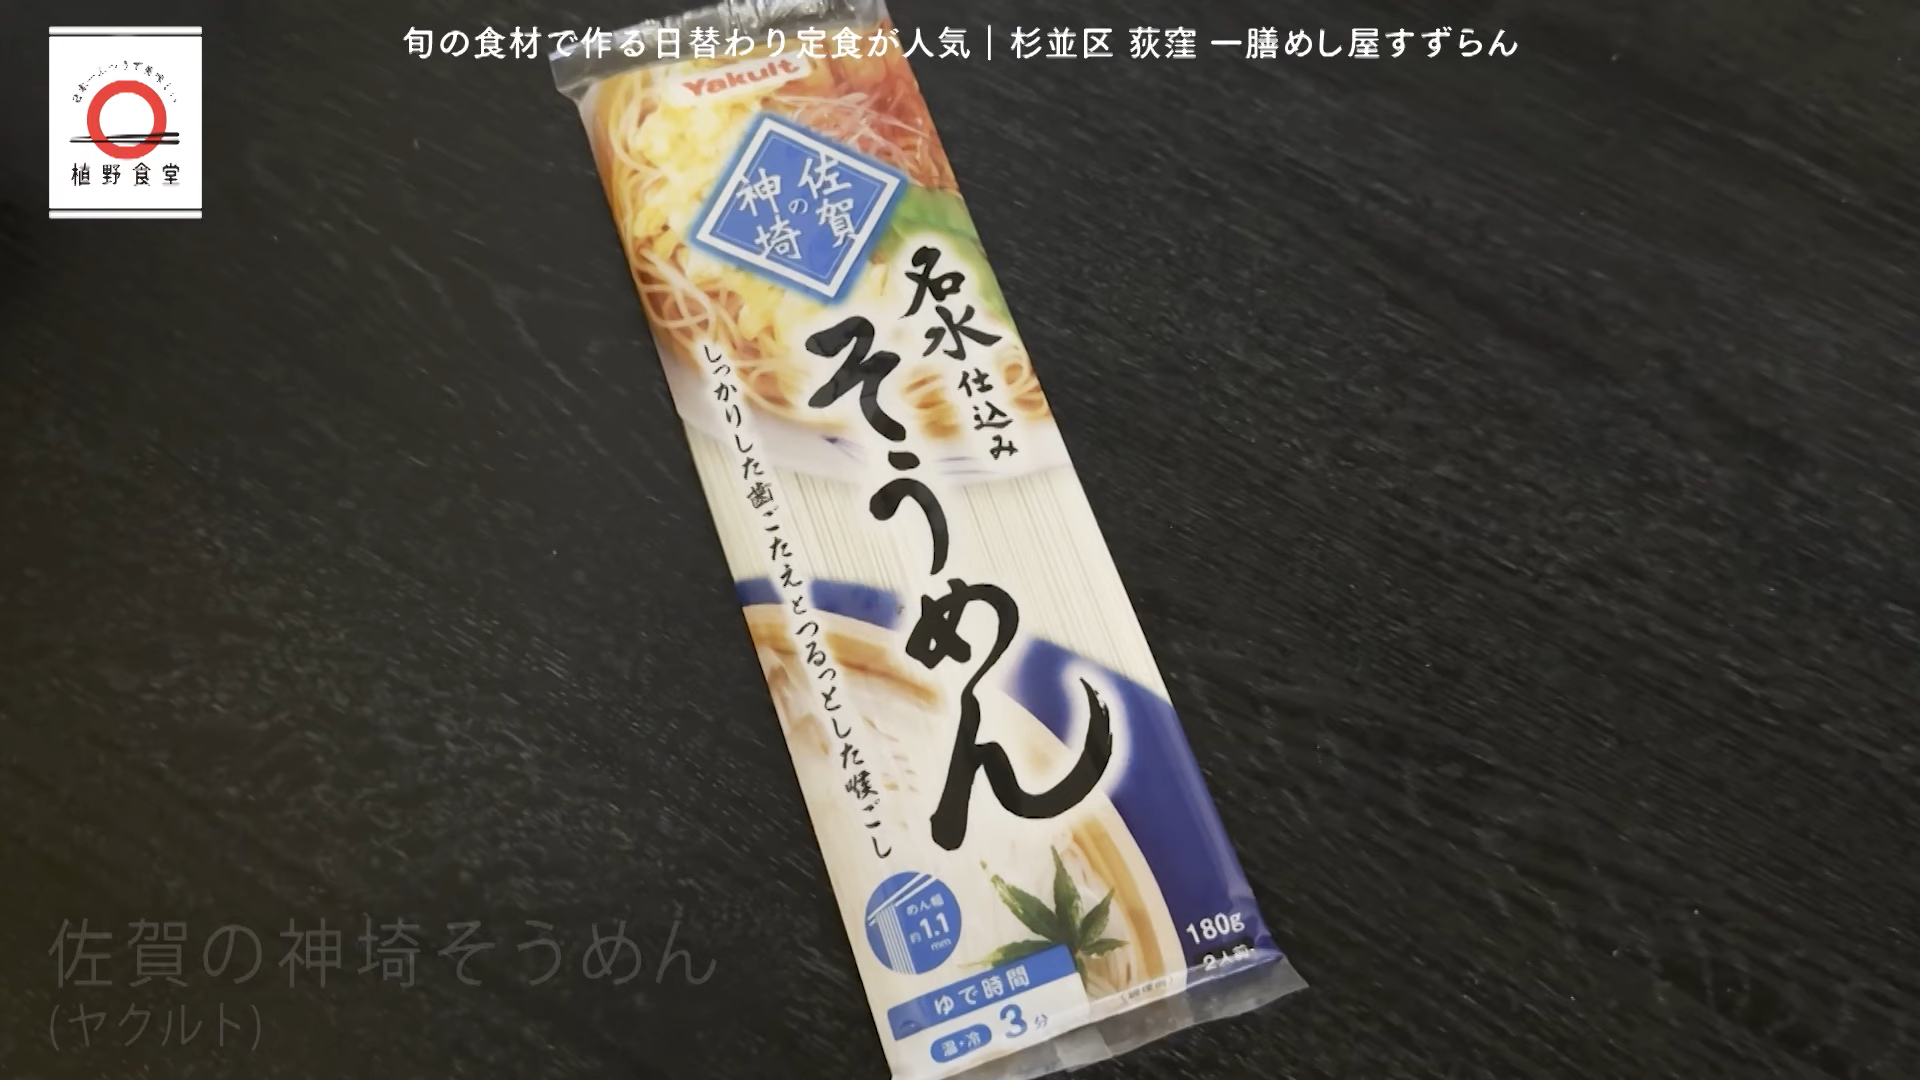 旬の食材で作る日替わり定食が人気｜杉並区 荻窪 一膳めし屋すずらん
植野食堂
Yakult
佐賀の
神埼
名水仕込み
そうめん
しっかりした歯ごたえとつるっとした喉ごし
めん幅
約1.1
mm
180g
2人前
ゆで時間
温・冷 3分
佐賀の神埼そうめん
(ヤクルト)